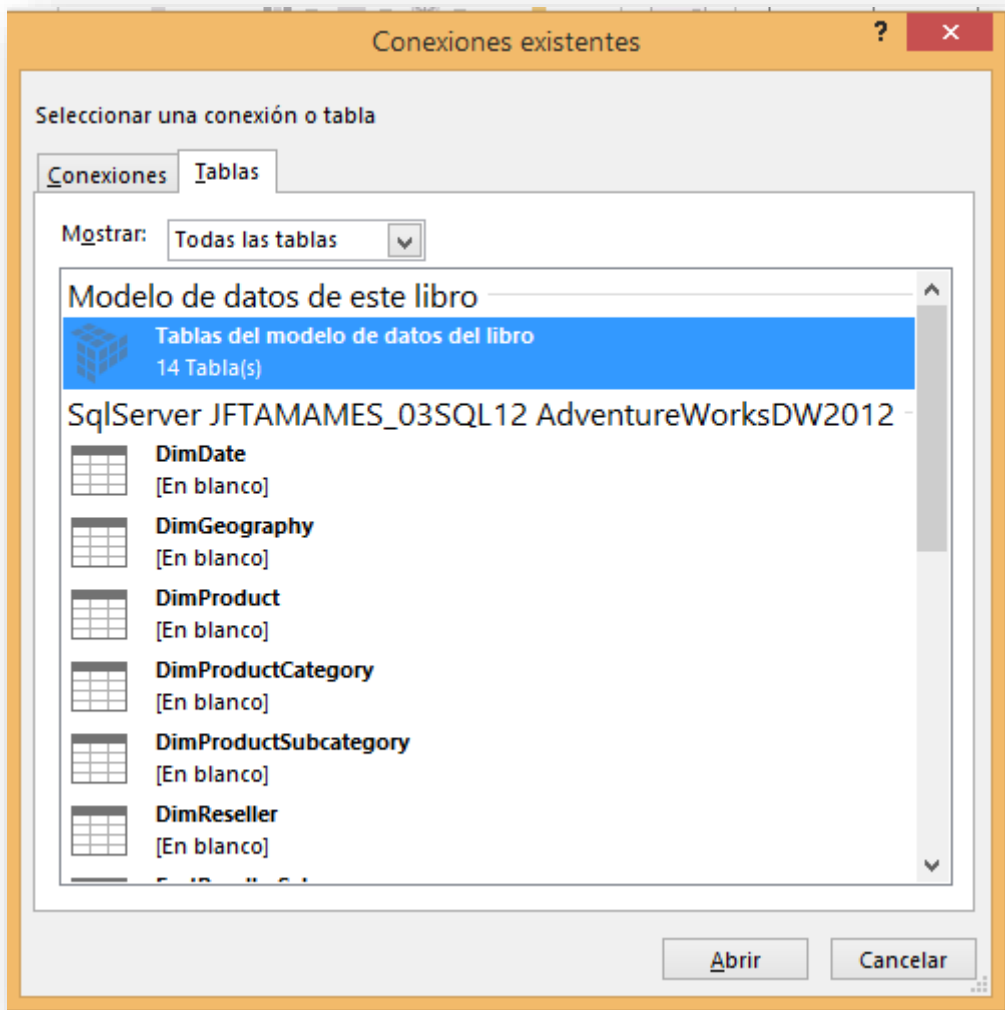 Conexiones existentes
?
Seleccionar una conexión o tabla
Conexiones
Tablas
Mostrar:
Todas las tablas
Modelo de datos de este libro
Tablas del modelo de datos del libro
14 Tabla(s)
SqlServer JFTAMAMES_03SQL12 AdventureWorksDW2012
DimDate
[En blanco]
DimGeography
[En blanco]
DimProduct
[En blanco]
DimProductCategory
[En blanco]
DimProductSubcategory
[En blanco]
DimReseller
[En blanco]
Abrir
Cancelar